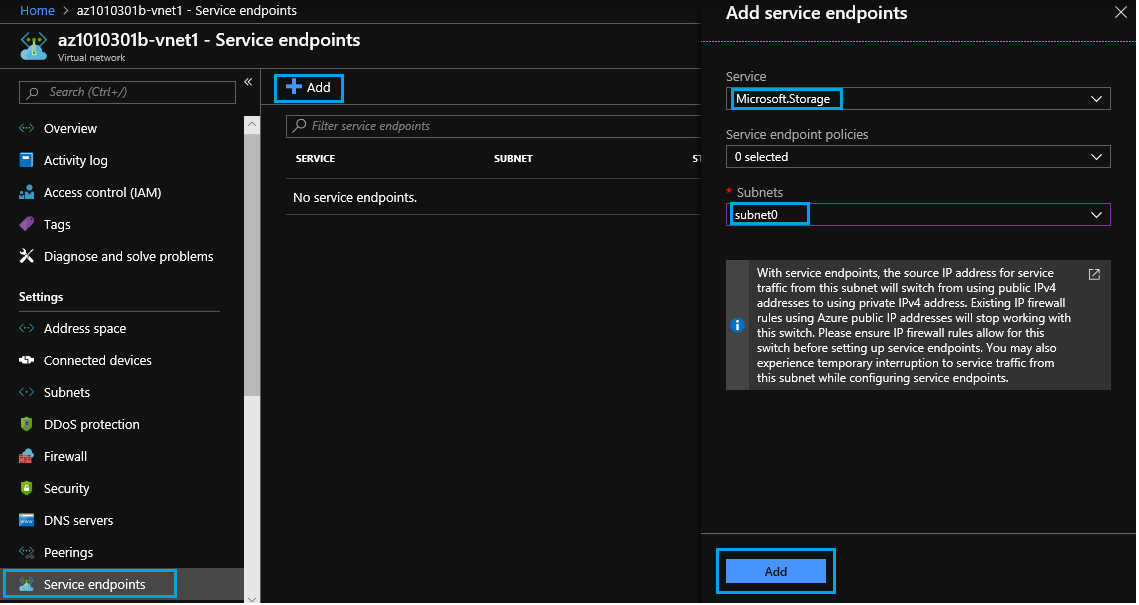 Home > az1010301b-vnet1 - Service endpoints
az1010301b-vnet1 - Service endpoints
Virtual network
Search (Ctrl+/)
«
Overview
Activity log
Access control (IAM)
Tags
Diagnose and solve problems
Settings
Address space
Connected devices
Subnets
DDoS protection
Firewall
Security
DNS servers
Peerings
Service endpoints
Add
Filter service endpoints
SERVICE SUBNET ST
No service endpoints.
Add service endpoints
Service
Microsoft.Storage
Service endpoint policies
0 selected
* Subnets
subnet0
With service endpoints, the source IP address for service
traffic from this subnet will switch from using public IPv4
addresses to using private IPv4 address. Existing IP firewall
rules using Azure public IP addresses will stop working with
this switch. Please ensure IP firewall rules allow for this
switch before setting up service endpoints. You may also
experience temporary interruption to service traffic from
this subnet while configuring service endpoints.
Add